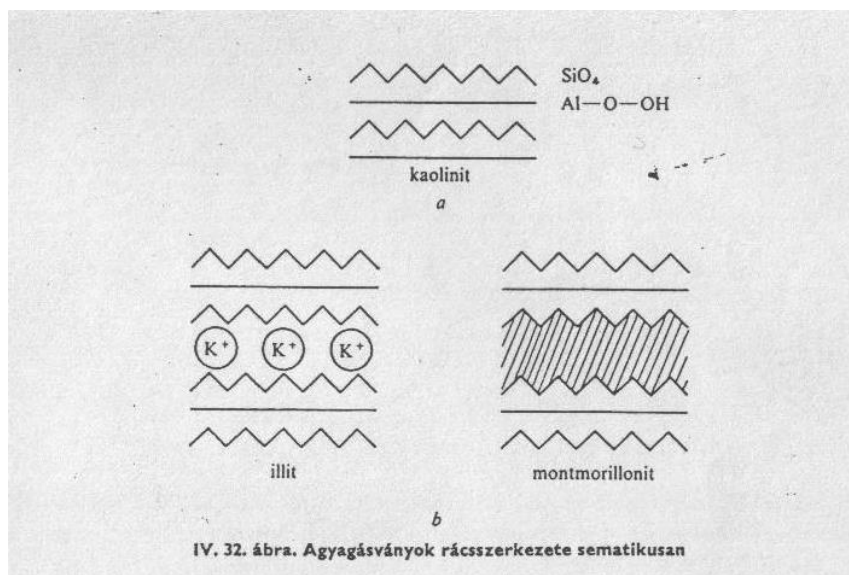 SiO₄
Al—O—OH
kaolinit
a
K⁺ K⁺ K⁺
illit montmorillonit
b
IV. 32. ábra. Agyagásványok rácsszerkezete sematikusan